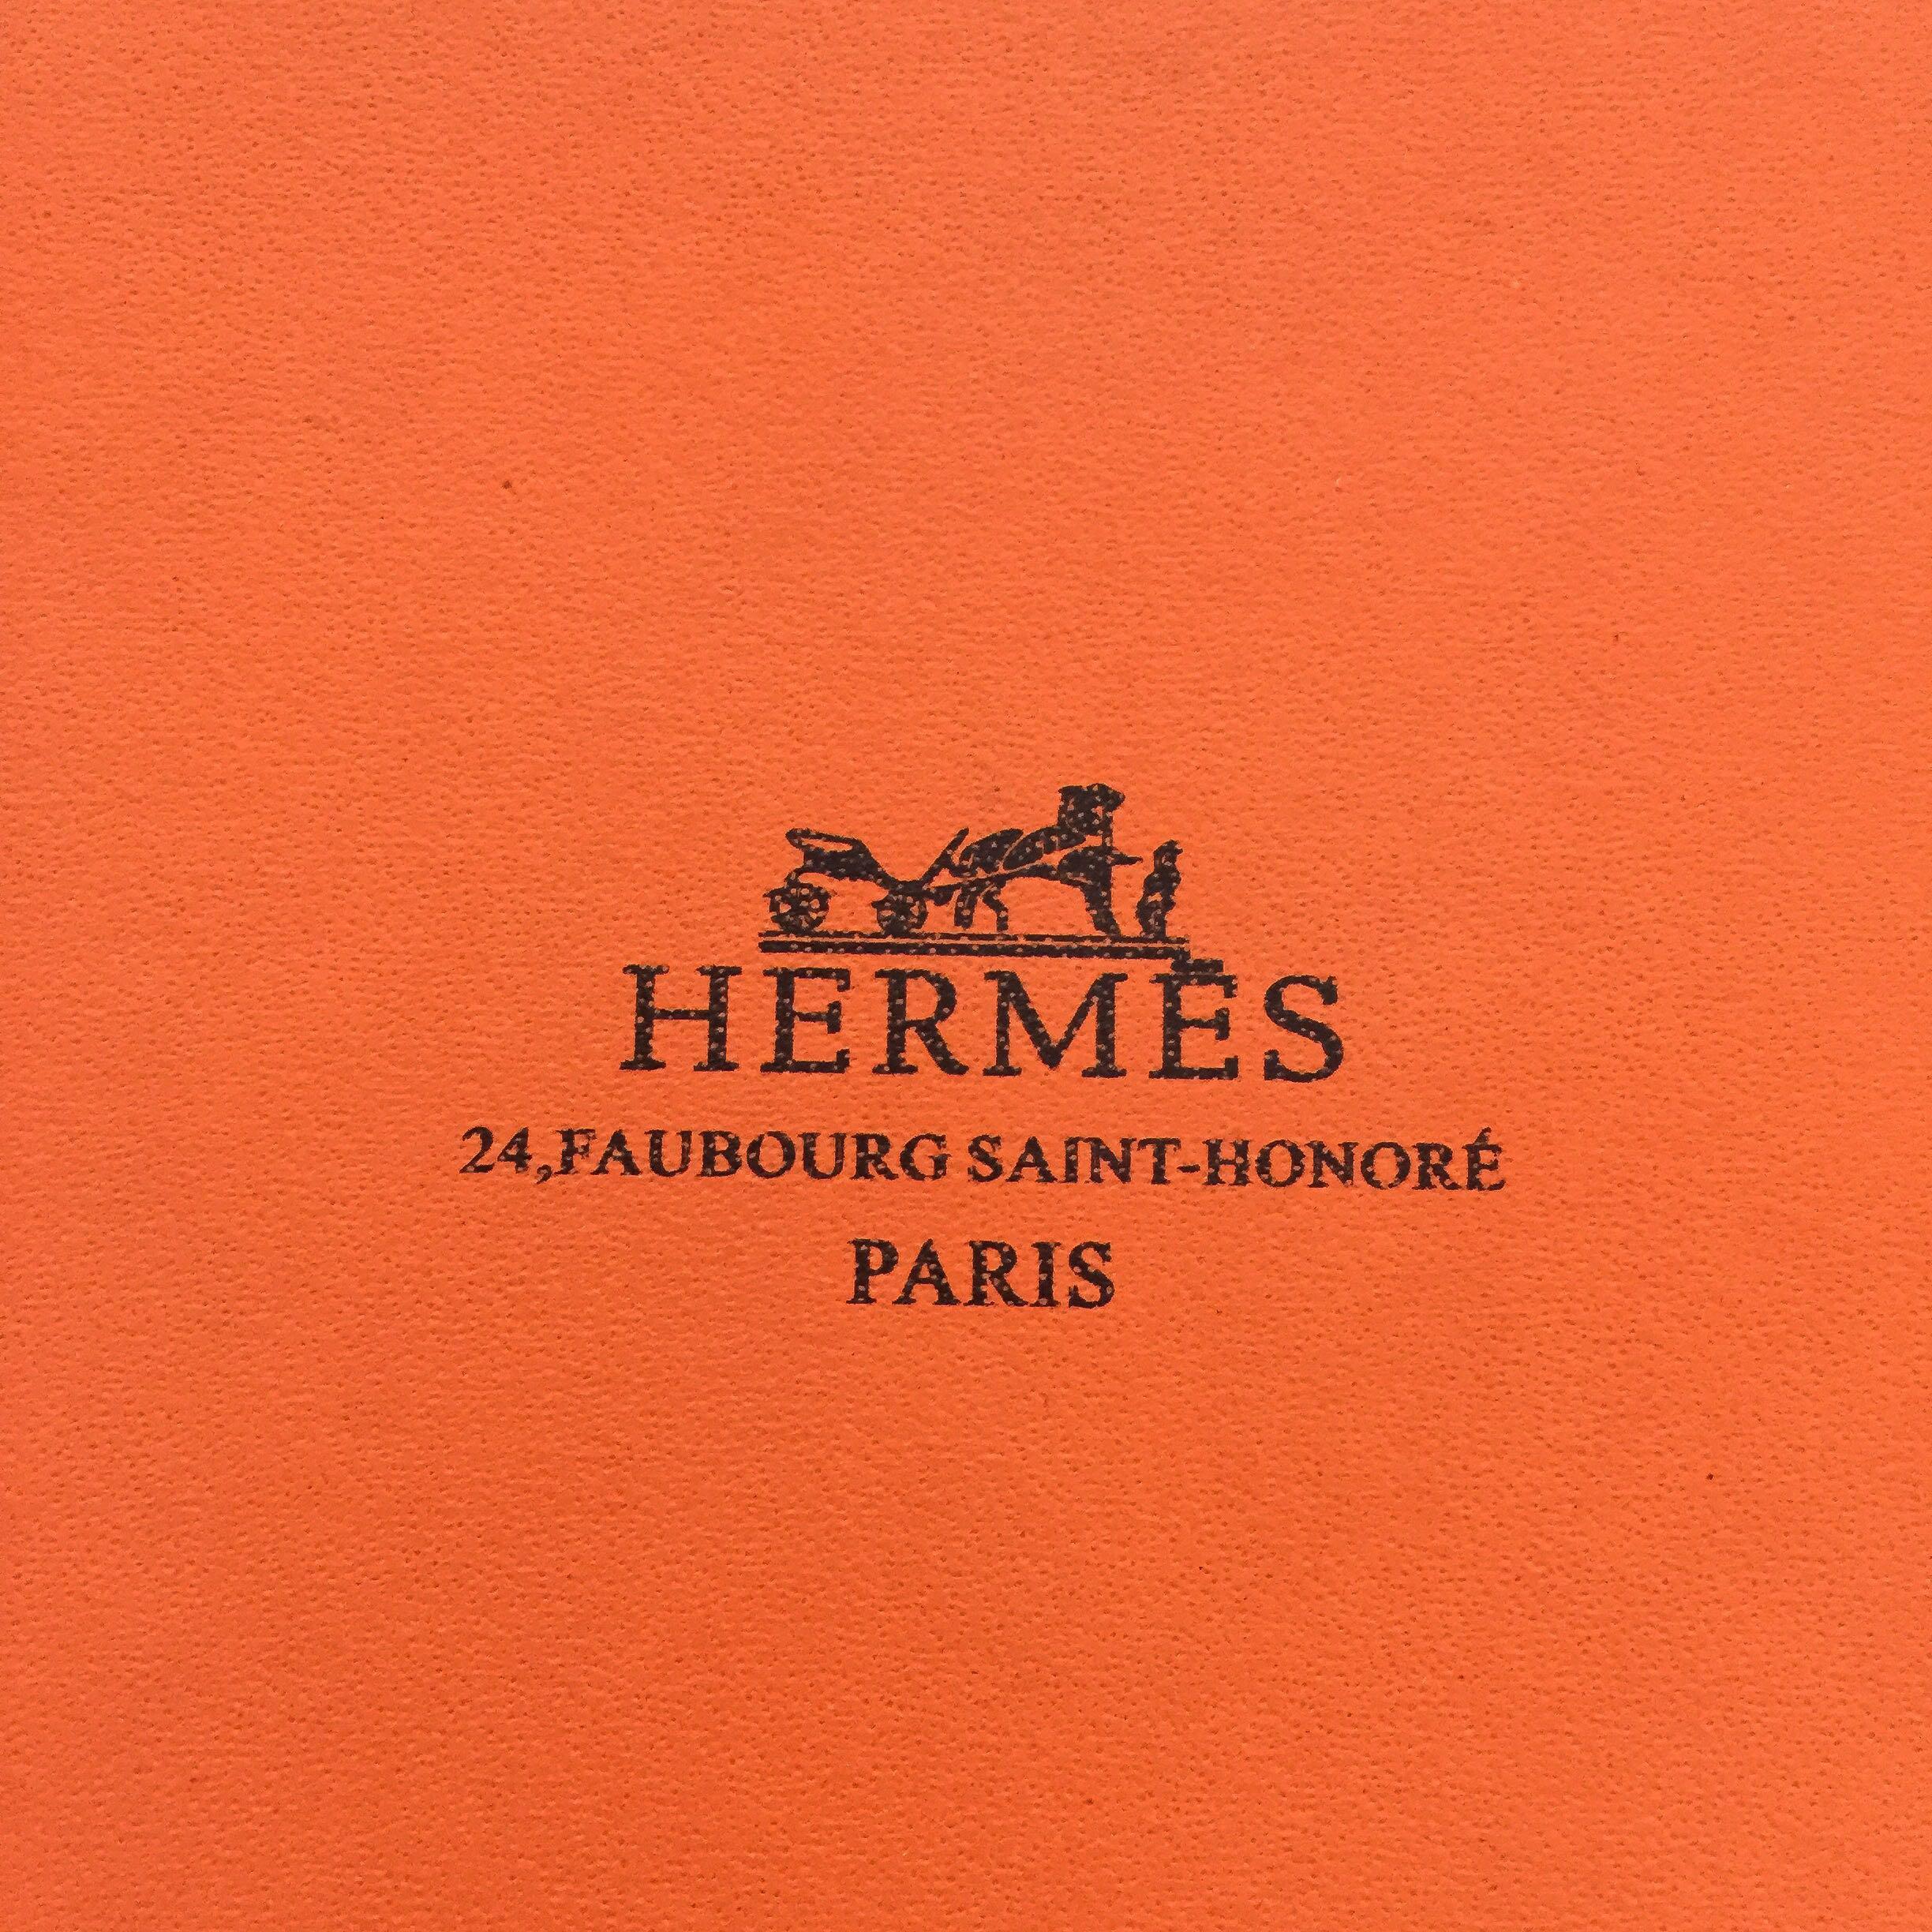 HERMÈS
24,FAUBOURG SAINT-HONORÉ
PARIS